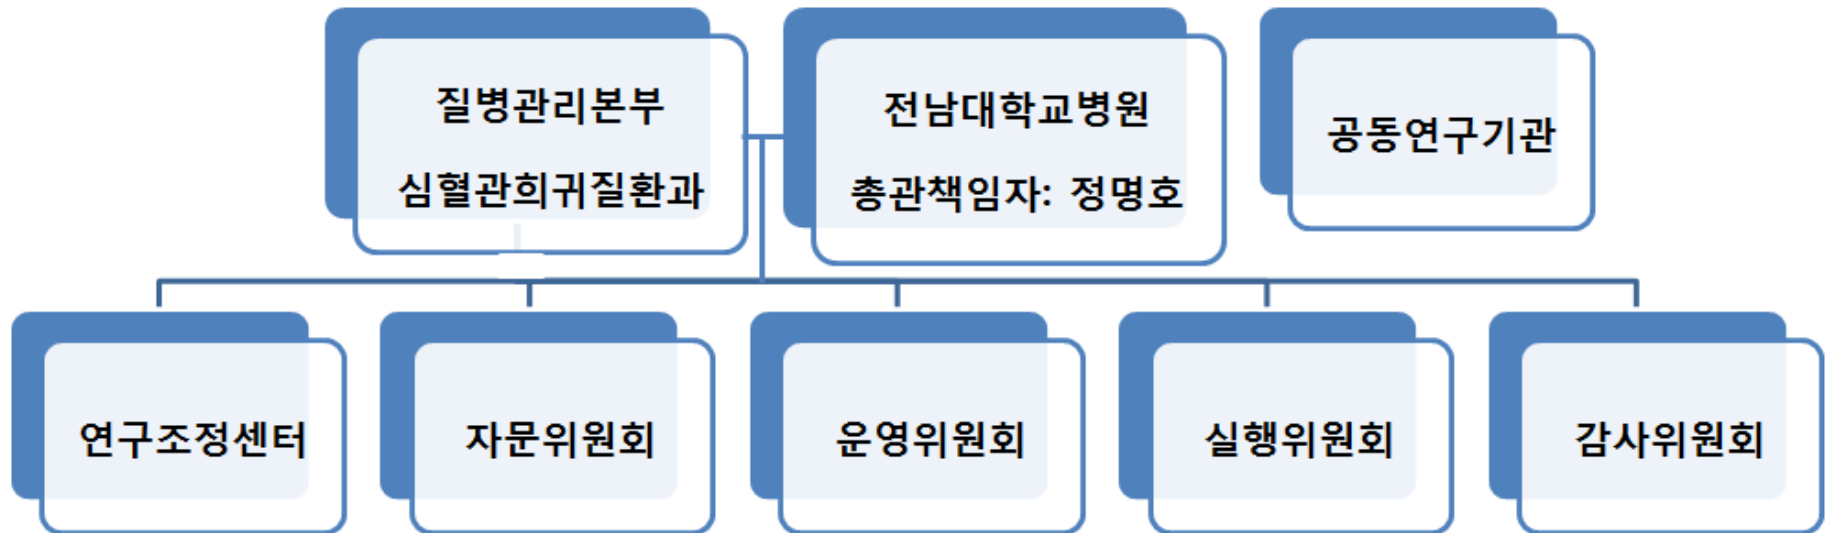 질병관리본부
심혈관희귀질환과
전남대학교병원
총관책임자: 정명호
공동연구기관
연구조정센터
자문위원회
운영위원회
실행위원회
감사위원회